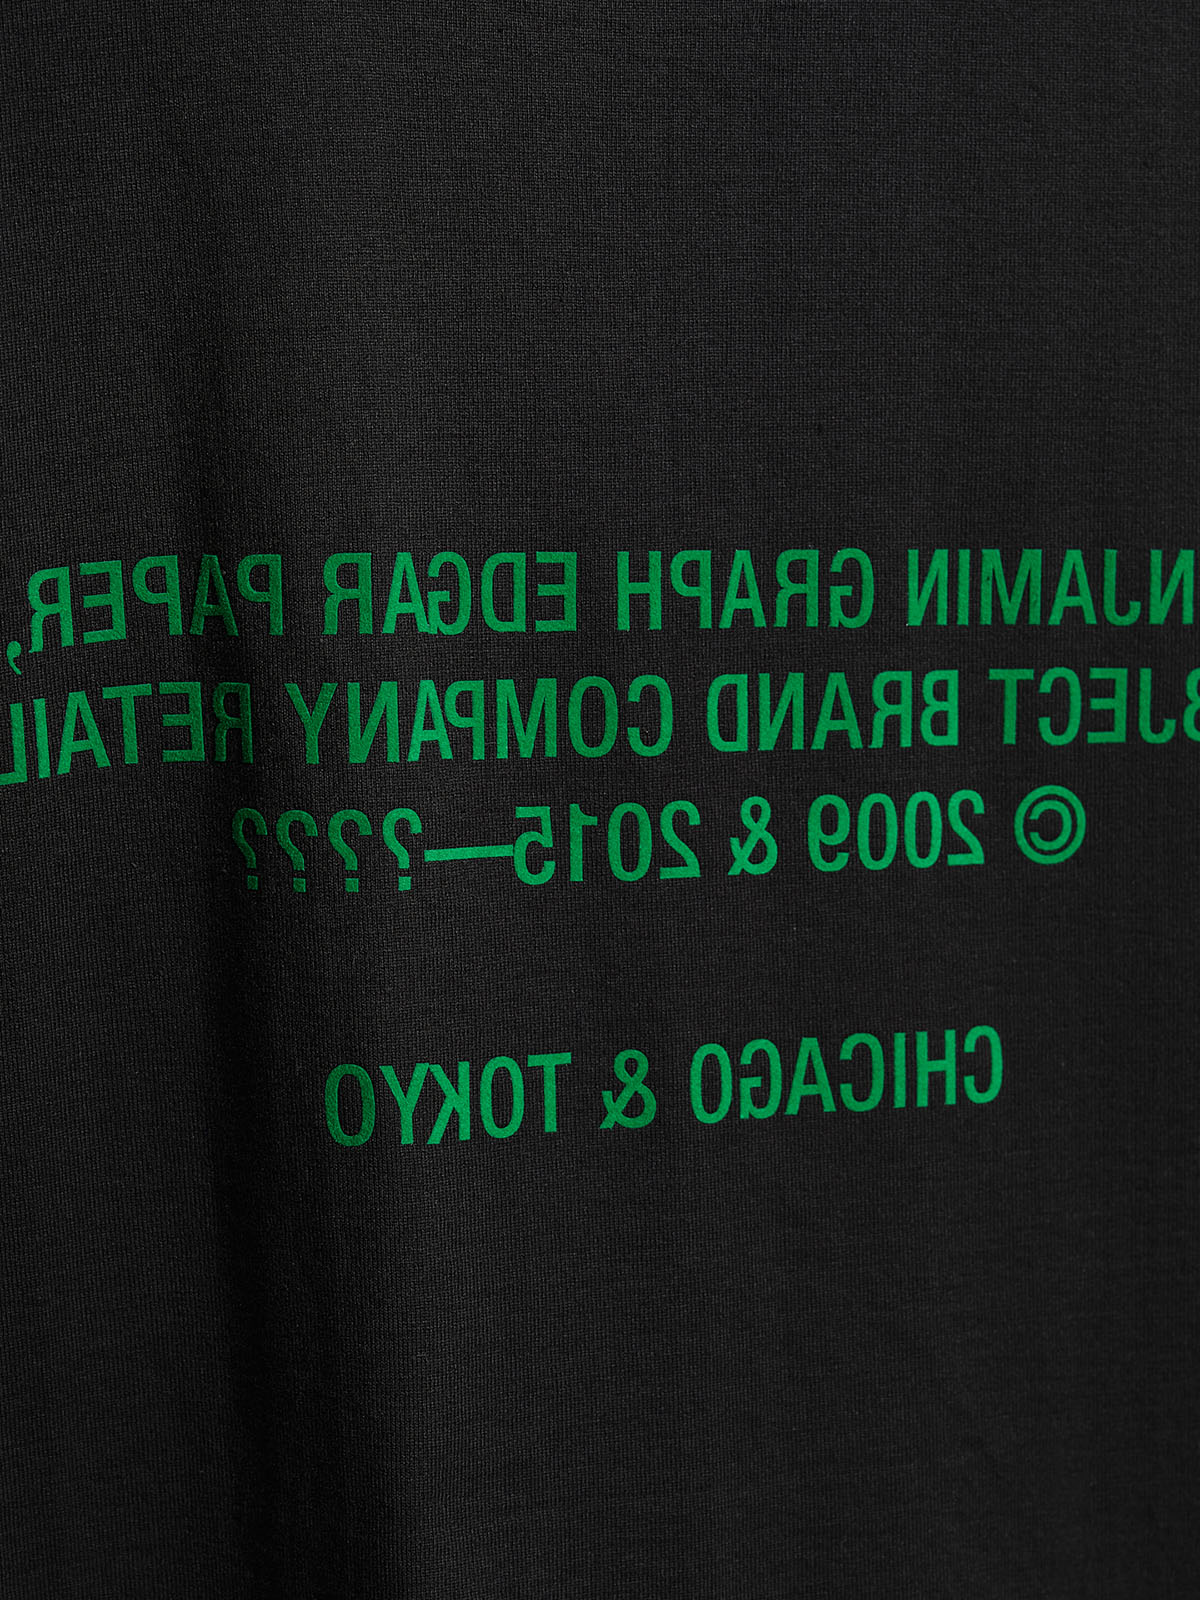 NJAMIN GRAPH EDGAR PAPER,
BJECT BRAND COMPANY RETAIL
© 2009 & 2015—????
CHICAGO & TOKYO